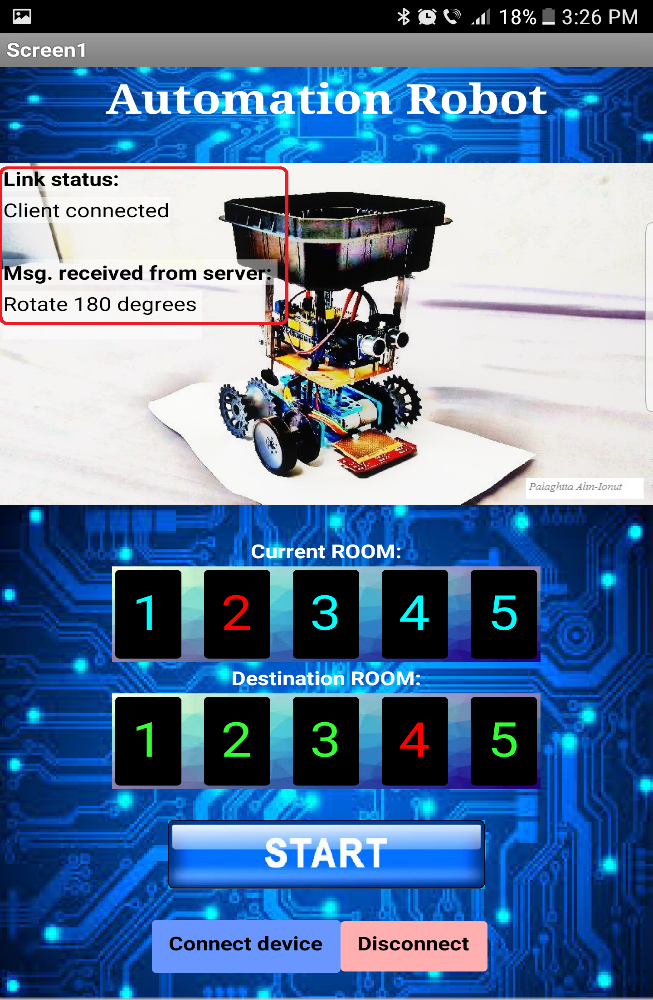 18% 3:26 PM
Screen1
Automation Robot
Link status:
Client connected
Msg. received from server:
Rotate 180 degrees
Palaghita Alin-Ionut
Current ROOM:
1 2 3 4 5
Destination ROOM:
1 2 3 4 5
START
Connect device Disconnect